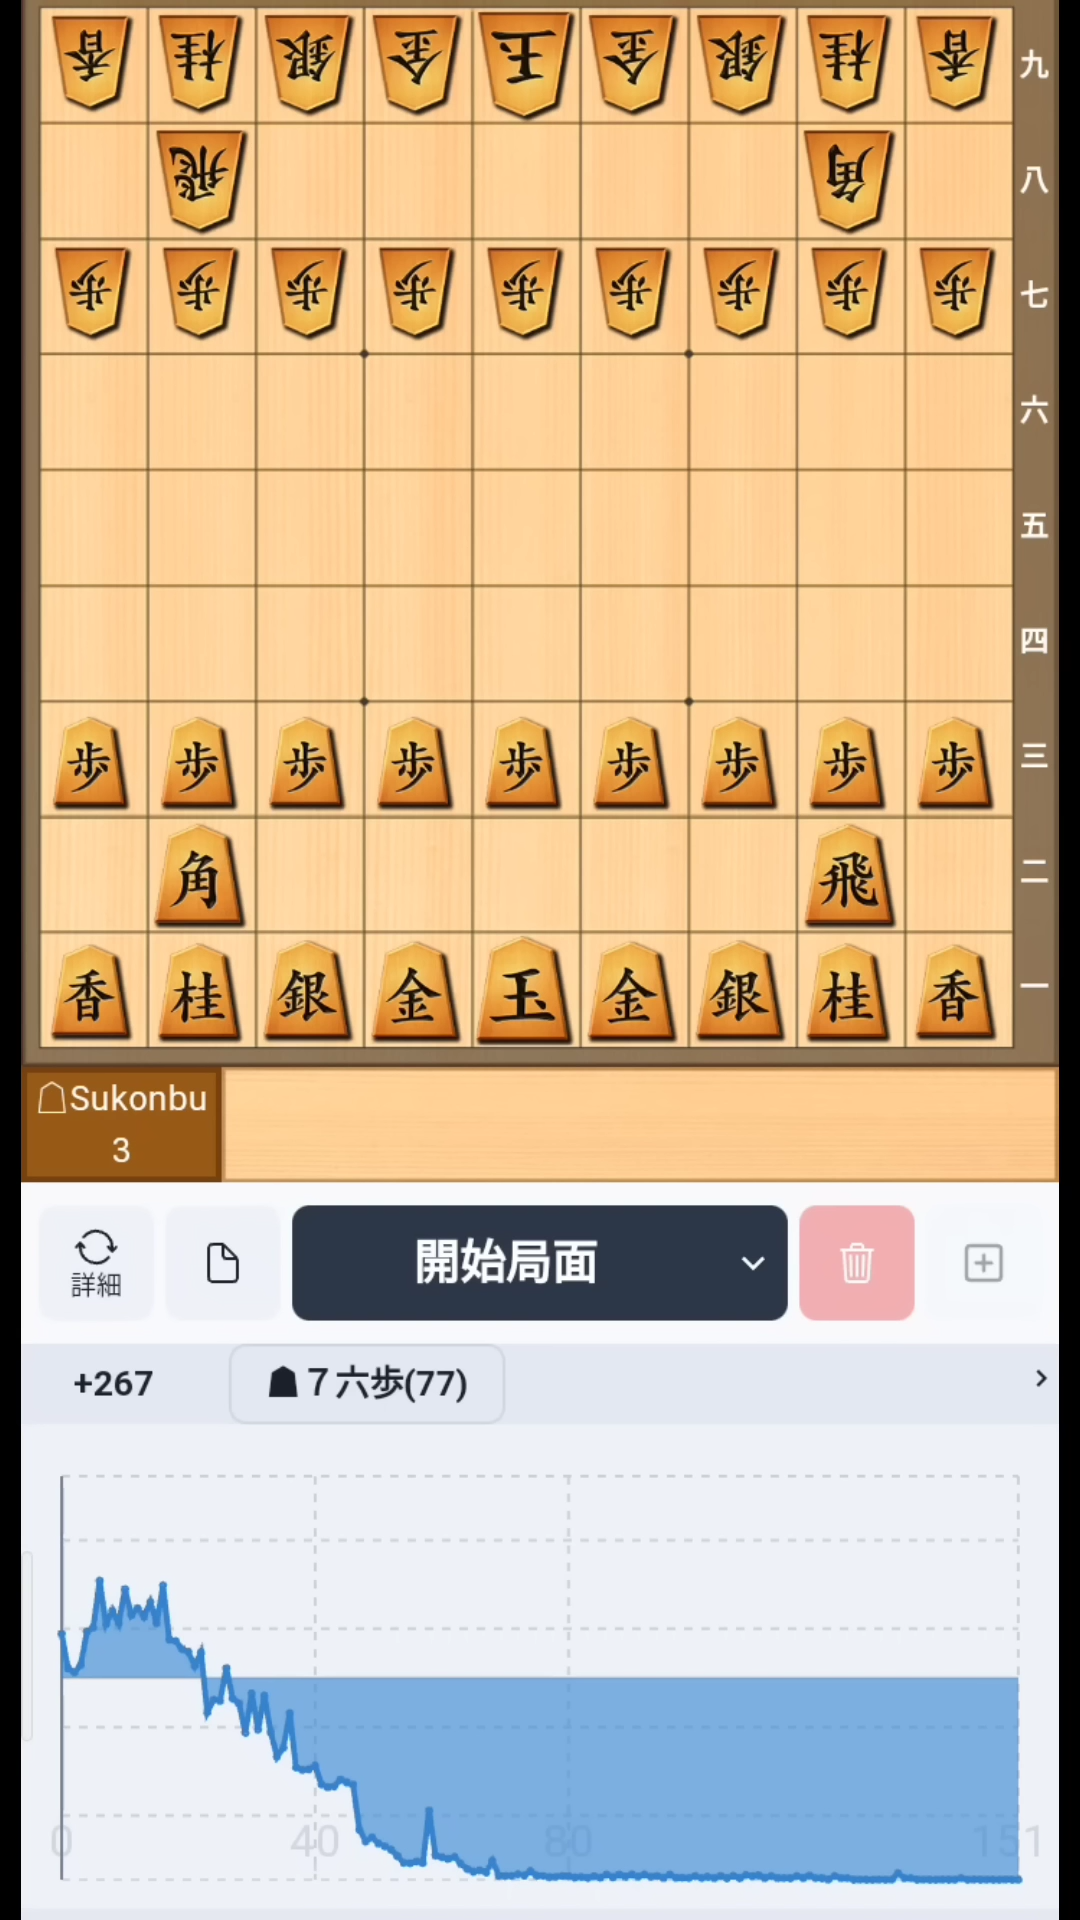 香桂銀金王金銀桂香 九
飛角 八
歩歩歩歩歩歩歩歩歩 七
六
五
四
歩歩歩歩歩歩歩歩歩 三
角飛 二
香桂銀金玉金銀桂香 一
☖Sukonbu
3
詳細
開始局面
+267 ☗７六歩(77)
0 40 80 151